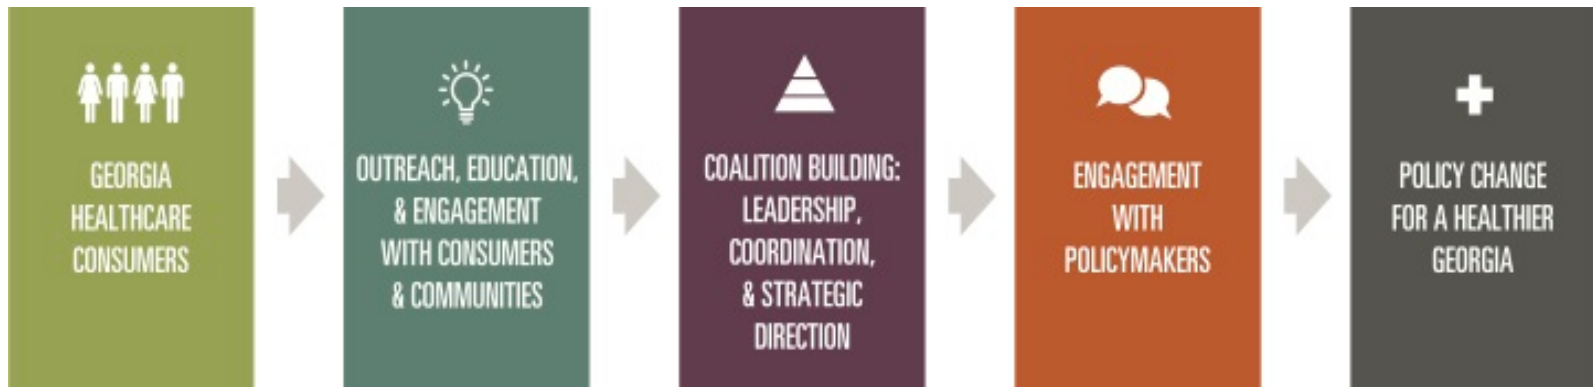 GEORGIA
HEALTHCARE
CONSUMERS
OUTREACH, EDUCATION,
& ENGAGEMENT
WITH CONSUMERS
& COMMUNITIES
COALITION BUILDING:
LEADERSHIP,
COORDINATION,
& STRATEGIC
DIRECTION
ENGAGEMENT
WITH
POLICYMAKERS
POLICY CHANGE
FOR A HEALTHIER
GEORGIA